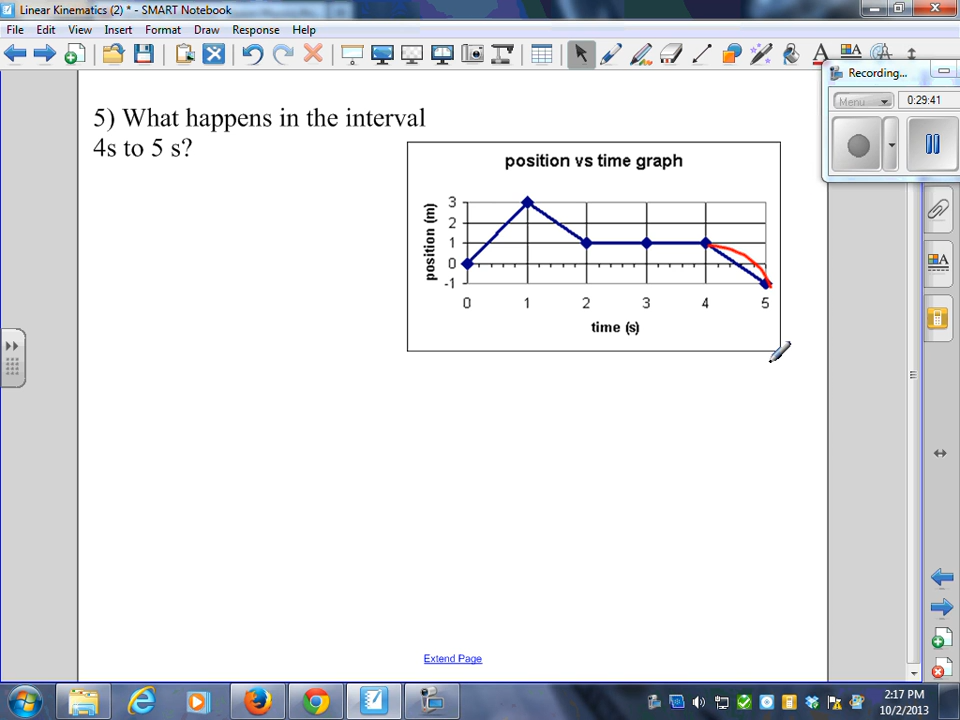 Linear Kinematics (2) * - SMART Notebook
File Edit View Insert Format Draw Response Help
Recording...
Menu
0:29:41
5) What happens in the interval
4s to 5 s?
position vs time graph
position (m)
3
2
1
0
-1
0 1 2 3 4 5
time (s)
Extend Page
2:17 PM
10/2/2013